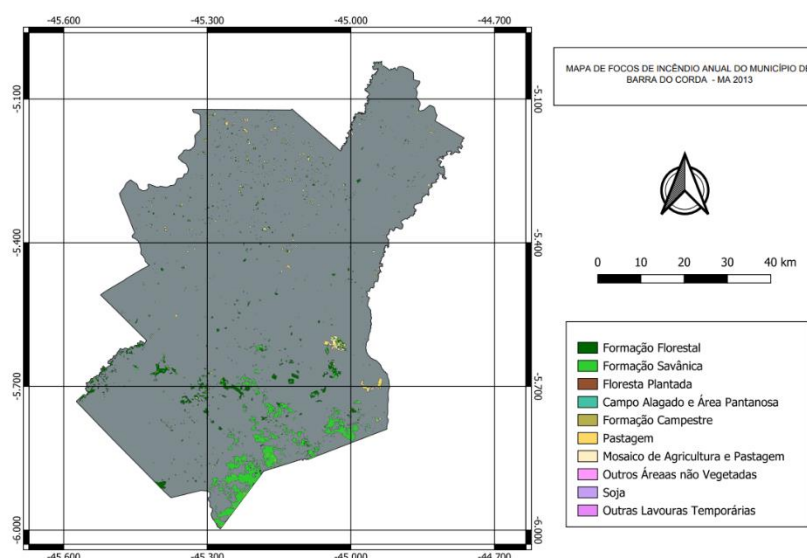 -45.600 -45.300 -45.000 -44.700
MAPA DE FOCOS DE INCÊNDIO ANUAL DO MUNICÍPIO DE
BARRA DO CORDA - MA 2013
-5.100 -5.100
-5.400 -5.400
0 10 20 30 40 km
Formação Florestal
Formação Savânica
Floresta Plantada
Campo Alagado e Área Pantanosa
Formação Campestre
Pastagem
Mosaico de Agricultura e Pastagem
Outros Áreaas não Vegetadas
Soja
Outras Lavouras Temporárias
-5.700 -5.700
-6.000 -6.000
-45.600 -45.300 -45.000 -44.700